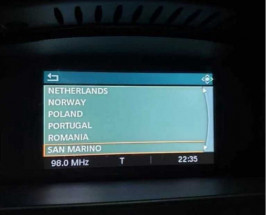 NETHERLANDS
NORWAY
POLAND
PORTUGAL
ROMANIA
SAN MARINO
98.0 MHz T 22:35